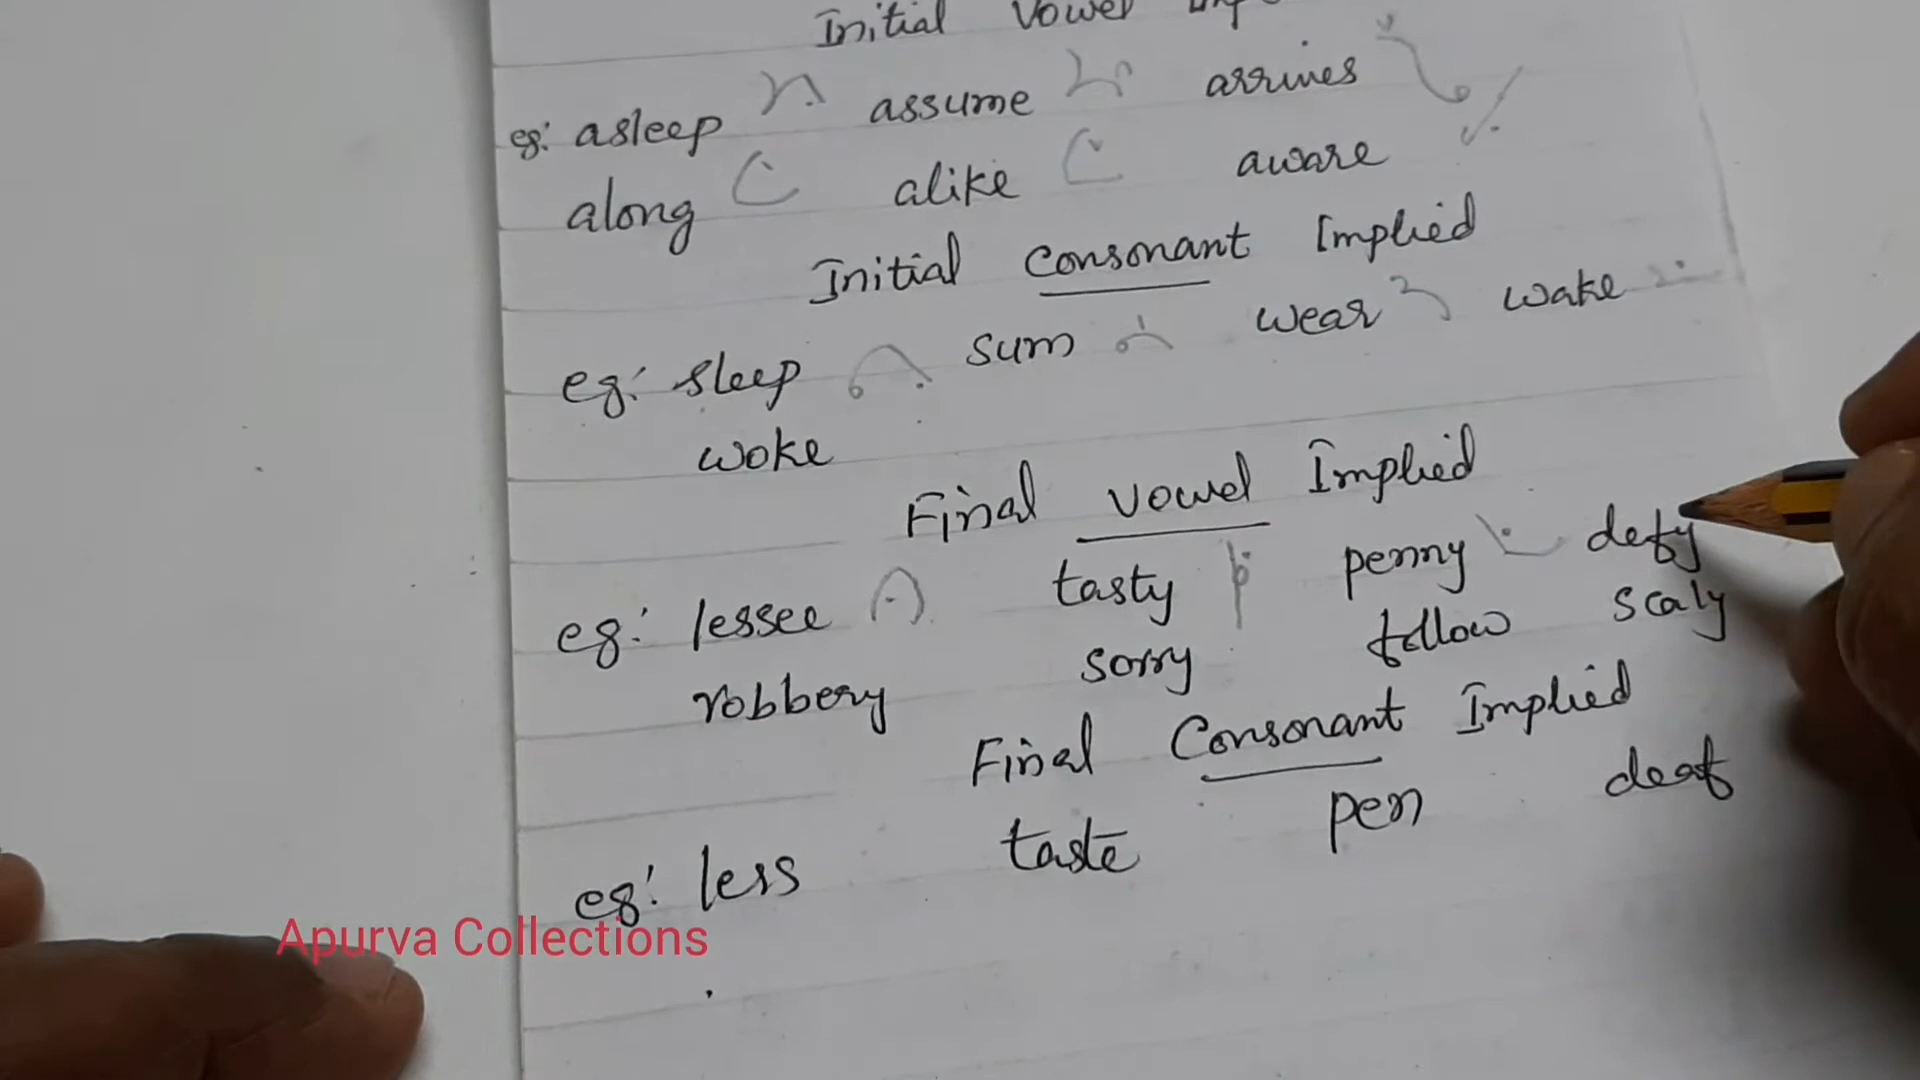 Initial Vowel
eg: asleep assume arrives
along alike aware
Initial Consonant Implied
eg: sleep sum wear wake
woke
Final Vowel Implied
eg: lessee tasty penny defy
robbery sorry follow scaly
Final Consonant Implied
eg: less taste pen deaf
Apurva Collections